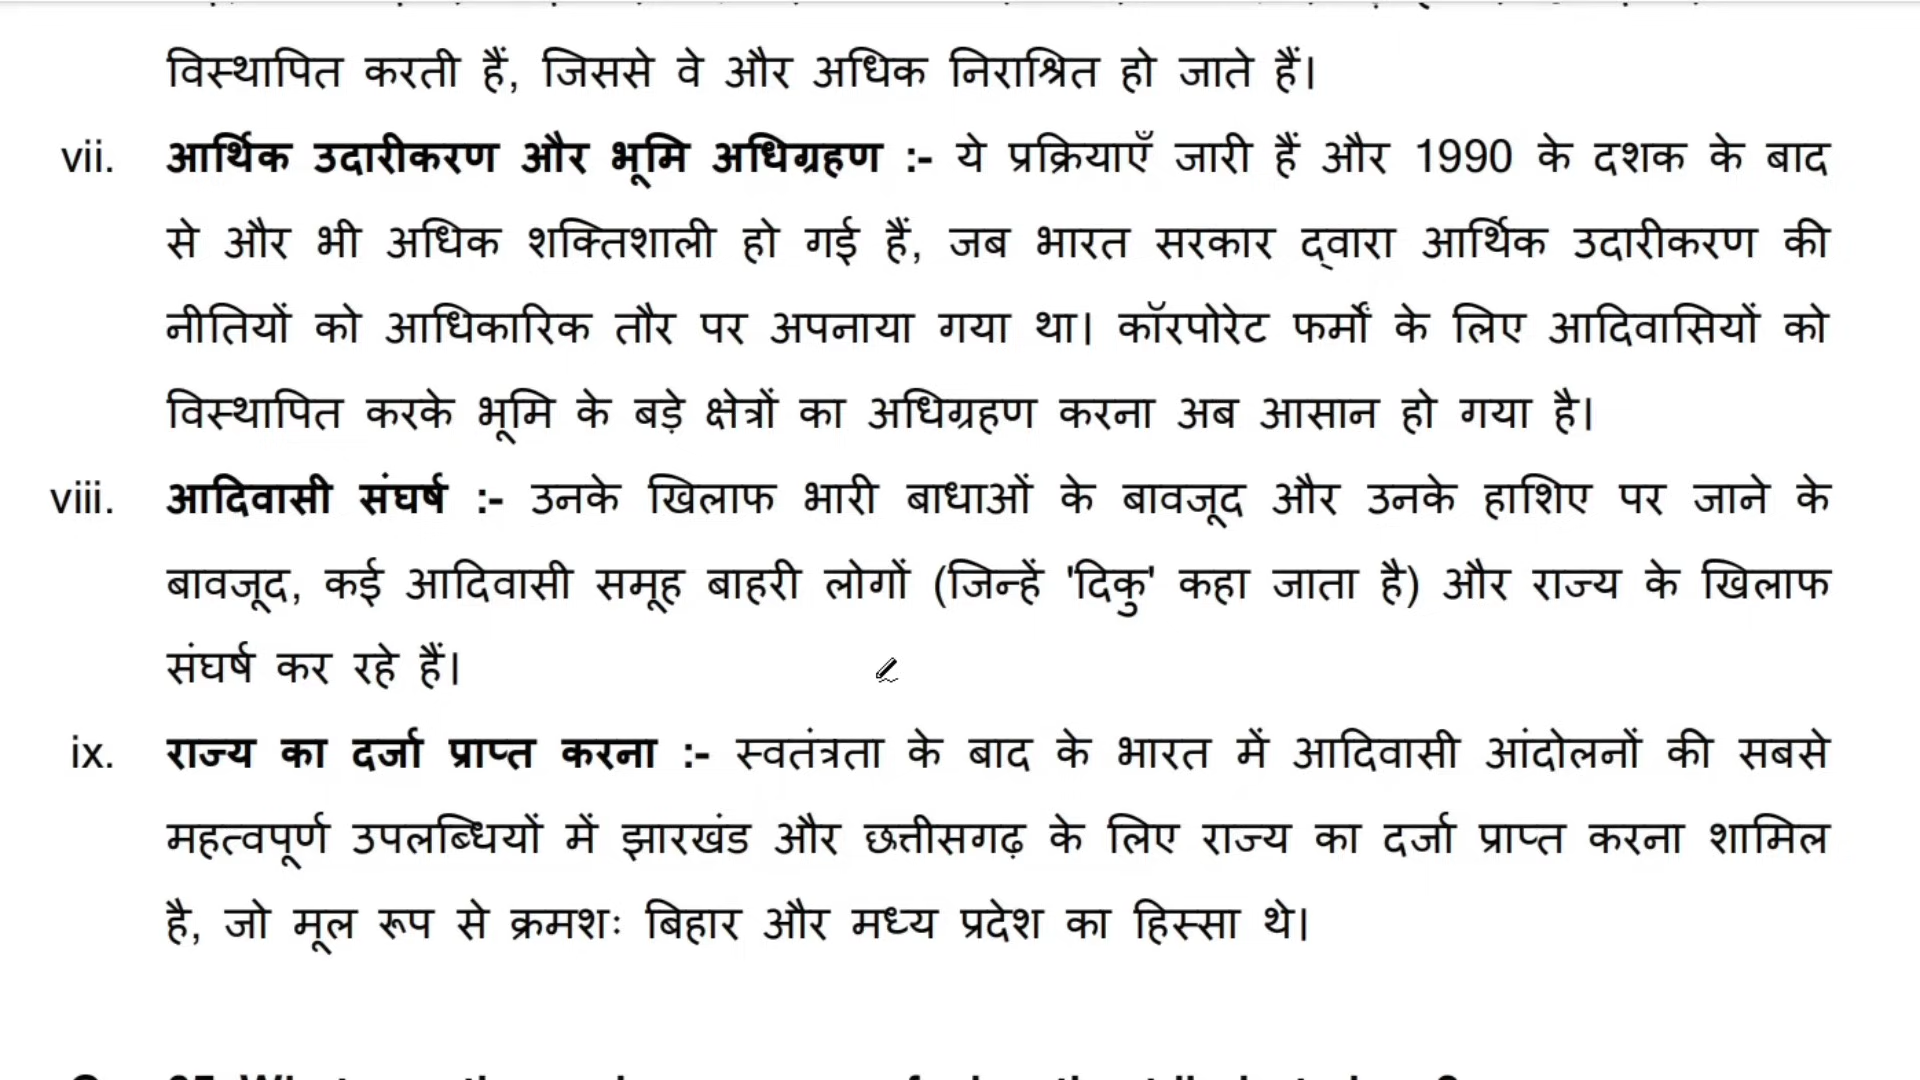 विस्थापित करती हैं, जिससे वे और अधिक निराश्रित हो जाते हैं।
vii. आर्थिक उदारीकरण और भूमि अधिग्रहण :- ये प्रक्रियाएँ जारी हैं और 1990 के दशक के बाद
से और भी अधिक शक्तिशाली हो गई हैं, जब भारत सरकार द्वारा आर्थिक उदारीकरण की
नीतियों को आधिकारिक तौर पर अपनाया गया था। कॉरपोरेट फर्मों के लिए आदिवासियों को
विस्थापित करके भूमि के बड़े क्षेत्रों का अधिग्रहण करना अब आसान हो गया है।
viii. आदिवासी संघर्ष :- उनके खिलाफ भारी बाधाओं के बावजूद और उनके हाशिए पर जाने के
बावजूद, कई आदिवासी समूह बाहरी लोगों (जिन्हें 'दिकु' कहा जाता है) और राज्य के खिलाफ
संघर्ष कर रहे हैं।
ix. राज्य का दर्जा प्राप्त करना :- स्वतंत्रता के बाद के भारत में आदिवासी आंदोलनों की सबसे
महत्वपूर्ण उपलब्धियों में झारखंड और छत्तीसगढ़ के लिए राज्य का दर्जा प्राप्त करना शामिल
है, जो मूल रूप से क्रमशः बिहार और मध्य प्रदेश का हिस्सा थे।